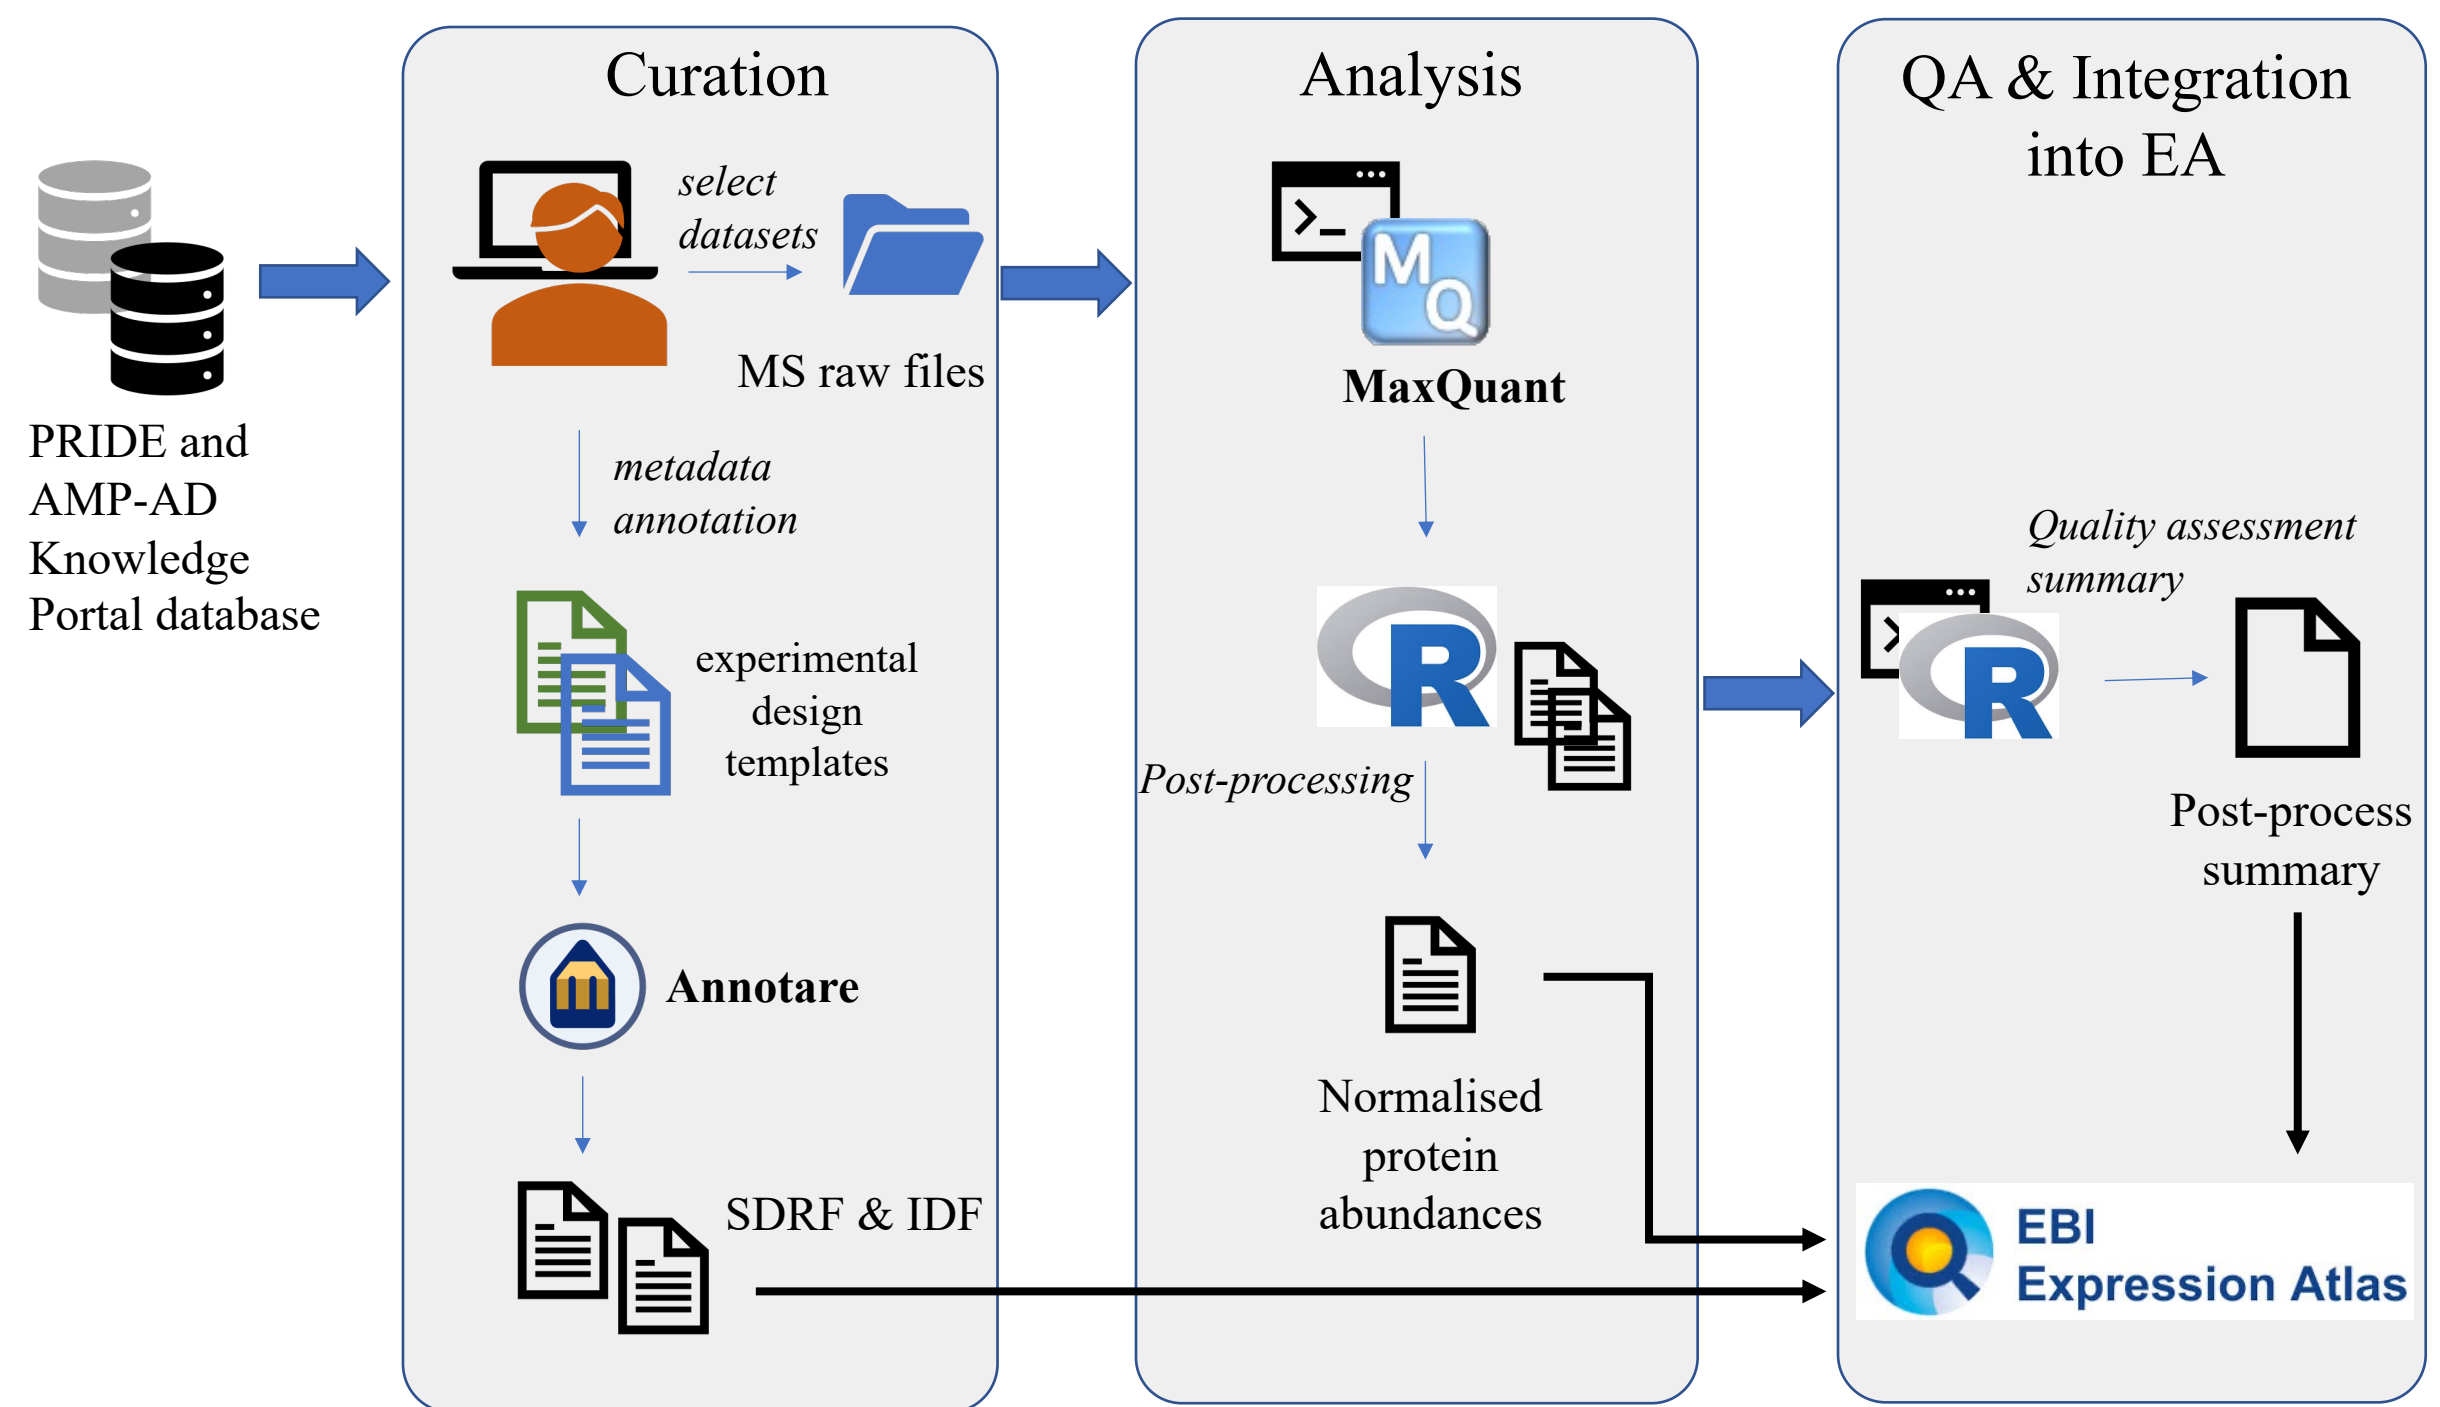 PRIDE and
AMP-AD
Knowledge
Portal database
Curation
select
datasets
MS raw files
metadata
annotation
experimental
design
templates
Annotare
SDRF & IDF
Analysis
>_
M
Q
MaxQuant
R
Post-processing
Normalised
protein
abundances
QA & Integration
into EA
Quality assessment
summary
>
R
Post-process
summary
EBI
Expression Atlas